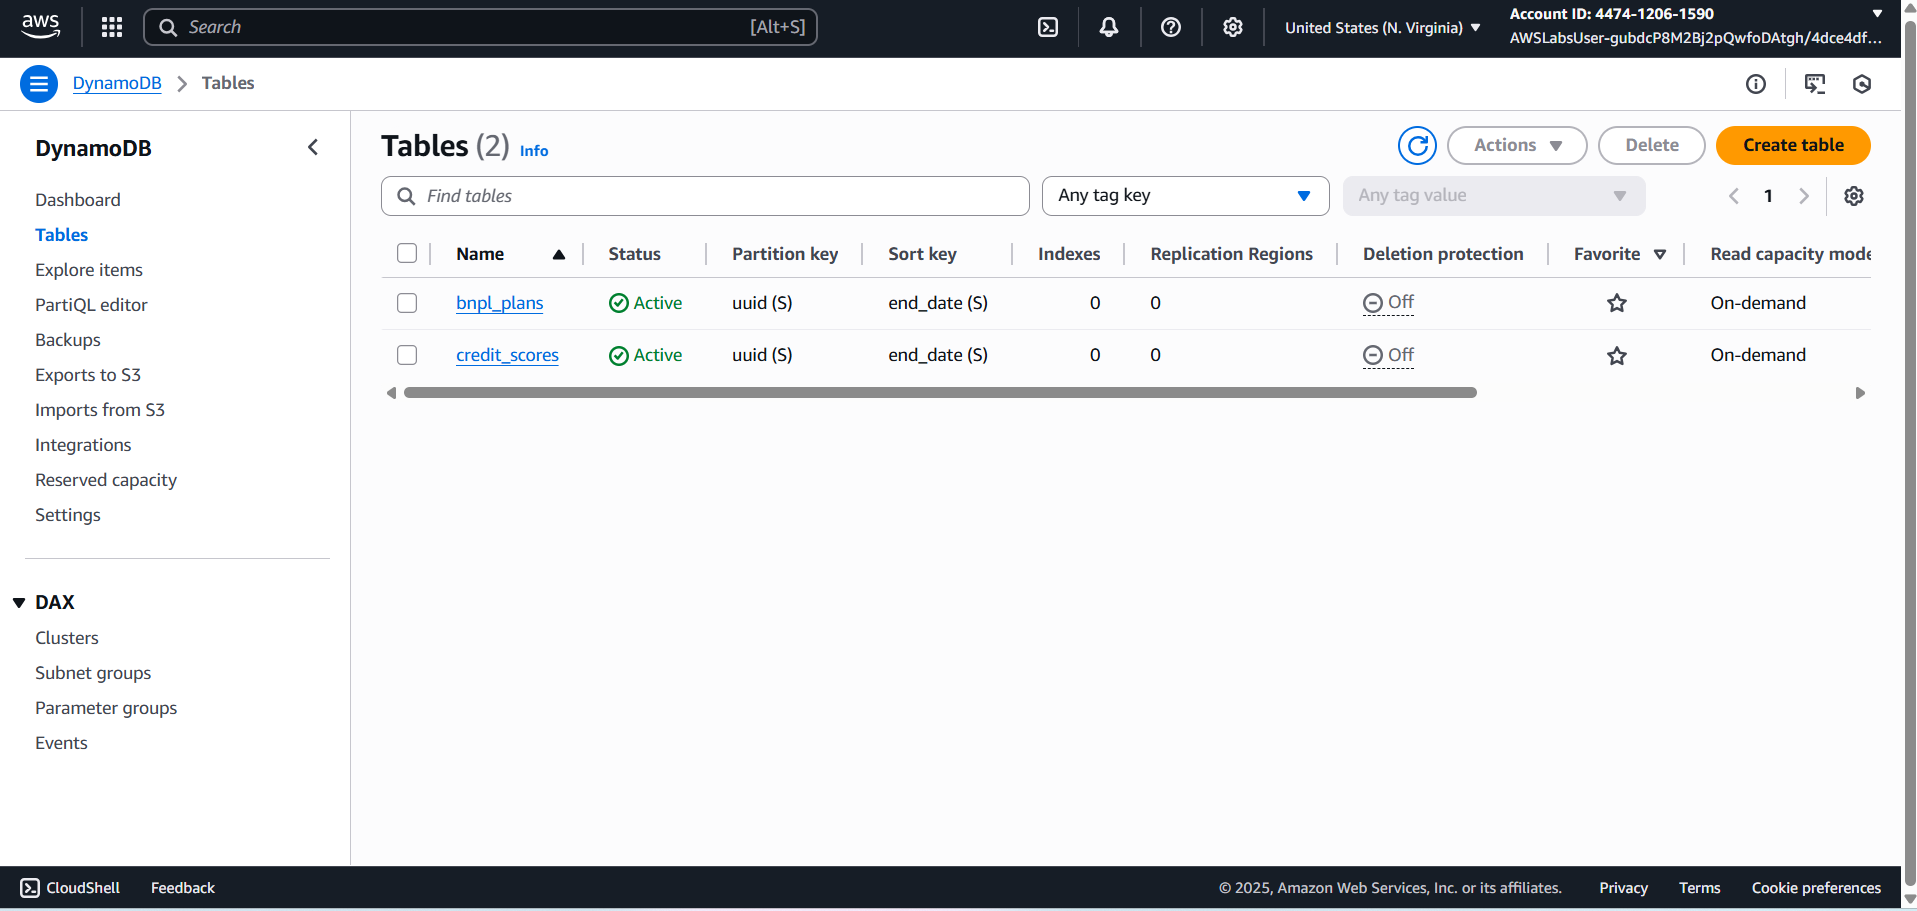 aws
Search [Alt+S]
United States (N. Virginia)
Account ID: 4474-1206-1590
AWSLabsUser-gubdcP8M2Bj2pQwfoDAtgh/4dce4df...
DynamoDB Tables
DynamoDB
Dashboard
Tables
Explore items
PartiQL editor
Backups
Exports to S3
Imports from S3
Integrations
Reserved capacity
Settings
DAX
Clusters
Subnet groups
Parameter groups
Events
Tables (2) Info
Actions Delete Create table
Find tables Any tag key Any tag value 1
Name Status Partition key Sort key Indexes Replication Regions Deletion protection Favorite Read capacity mode
bnpl_plans Active uuid (S) end_date (S) 0 0 Off On-demand
credit_scores Active uuid (S) end_date (S) 0 0 Off On-demand
CloudShell Feedback © 2025, Amazon Web Services, Inc. or its affiliates. Privacy Terms Cookie preferences